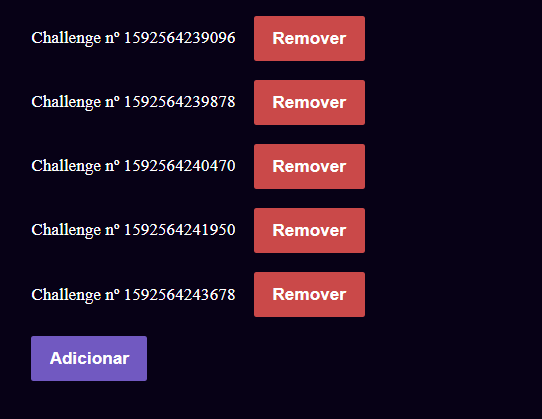 Challenge nº 1592564239096 Remover
Challenge nº 1592564239878 Remover
Challenge nº 1592564240470 Remover
Challenge nº 1592564241950 Remover
Challenge nº 1592564243678 Remover
Adicionar